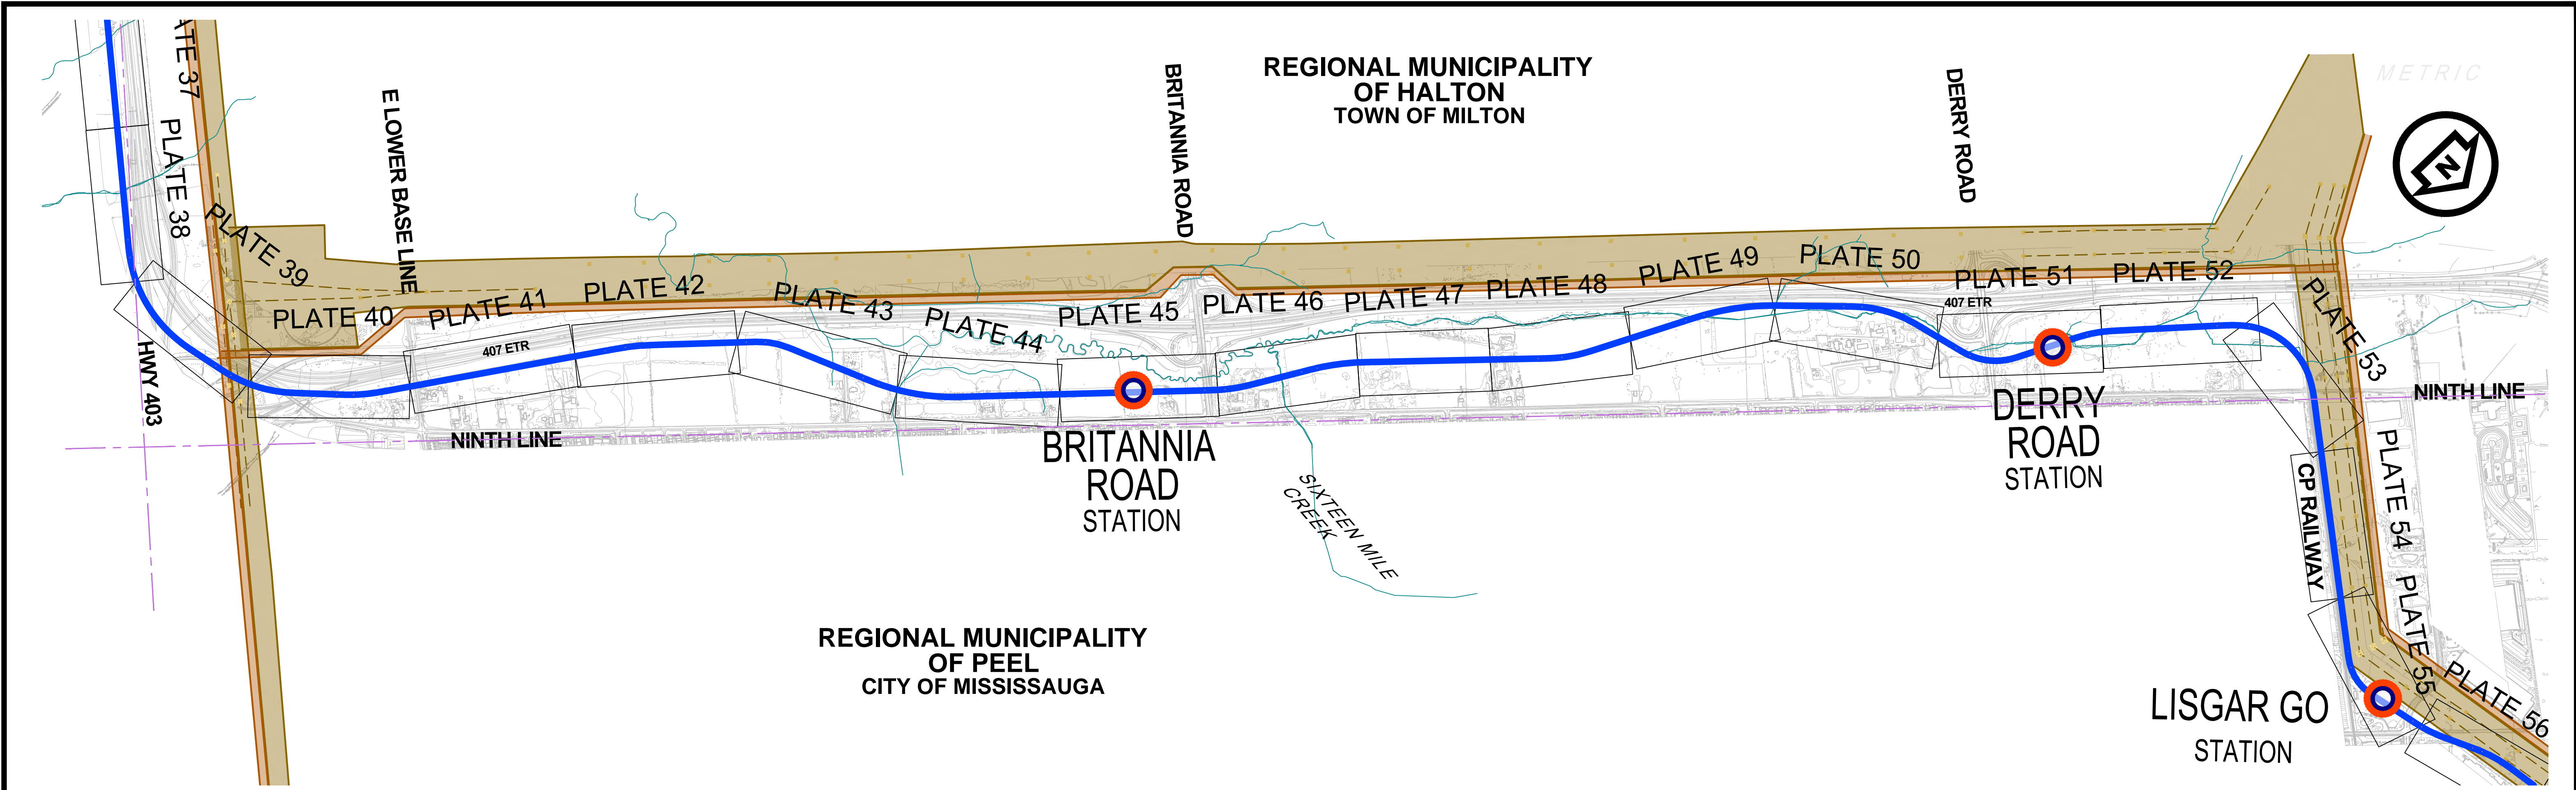 REGIONAL MUNICIPALITY
OF HALTON
TOWN OF MILTON
METRIC
N
ATE 37
PLATE 38
E LOWER BASE LINE
BRITANNIA ROAD
DERRY ROAD
PLATE 39
PLATE 40
PLATE 41
PLATE 42
PLATE 43
PLATE 44
PLATE 45
PLATE 46
PLATE 47
PLATE 48
PLATE 49
PLATE 50
PLATE 51
PLATE 52
PLATE 53
407 ETR
407 ETR
HWY 403
NINTH LINE
NINTH LINE
BRITANNIA
ROAD
STATION
DERRY
ROAD
STATION
SIXTEEN MILE
CREEK
CP RAILWAY
PLATE 54
PLATE 55
PLATE 56
REGIONAL MUNICIPALITY
OF PEEL
CITY OF MISSISSAUGA
LISGAR GO
STATION